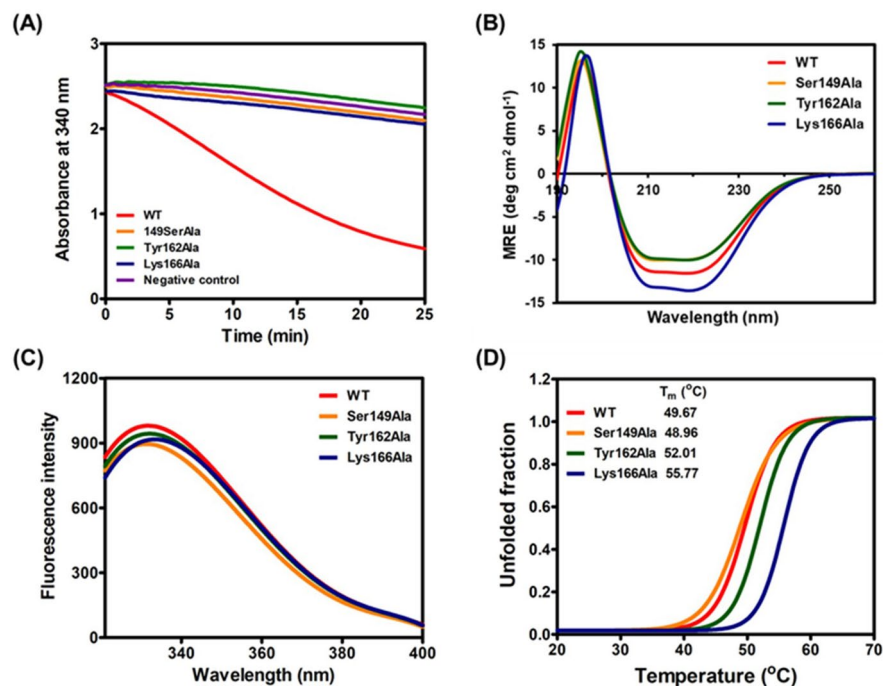 (A)
Absorbance at 340 nm
3
2
1
0
WT
149SerAla
Tyr162Ala
Lys166Ala
Negative control
0 5 10 15 20 25
Time (min)
(B)
MRE (deg cm2 dmol-1)
15
10
5
0
-5
-10
-15
WT
Ser149Ala
Tyr162Ala
Lys166Ala
190 210 230 250
Wavelength (nm)
(C)
Fluorescence intensity
1200
900
600
300
0
WT
Ser149Ala
Tyr162Ala
Lys166Ala
340 360 380 400
Wavelength (nm)
(D)
Unfolded fraction
1.2
1.0
0.8
0.6
0.4
0.2
0.0
Tm (oC)
WT 49.67
Ser149Ala 48.96
Tyr162Ala 52.01
Lys166Ala 55.77
20 30 40 50 60 70
Temperature (oC)